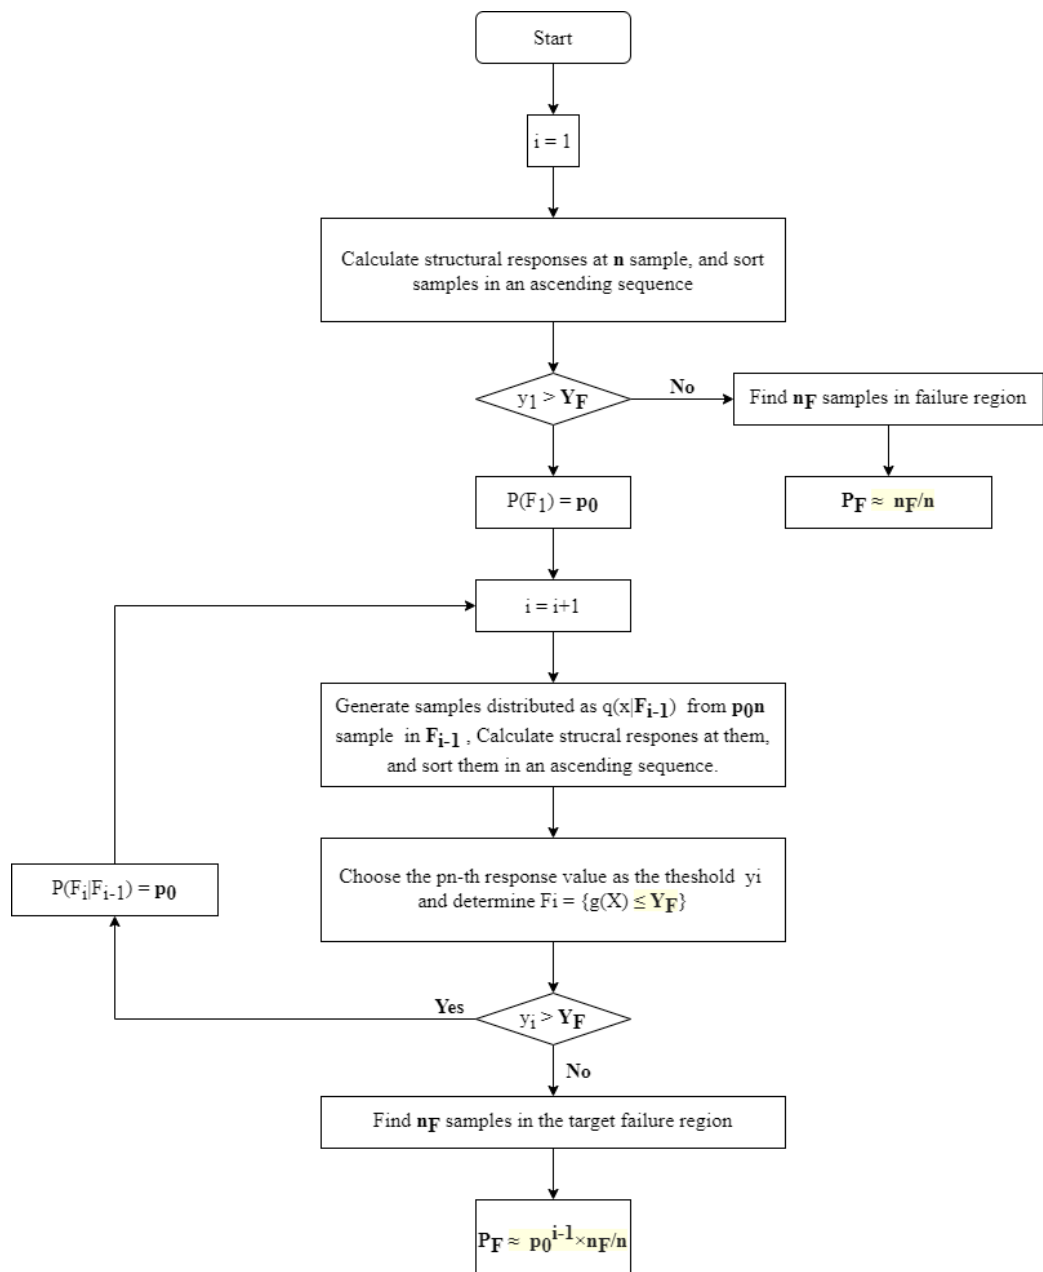 Start
i = 1
Calculate structural responses at n sample, and sort
samples in an ascending sequence
y1 > YF
No
Find nF samples in failure region
P(F1) = p0
PF ≈ nF/n
i = i+1
Generate samples distributed as q(x|Fi-1) from p0n
sample in Fi-1 , Calculate strucral respones at them,
and sort them in an ascending sequence.
Choose the pn-th response value as the theshold yi
and determine Fi = {g(X) ≤ YF}
P(Fi|Fi-1) = p0
Yes
yi > YF
No
Find nF samples in the target failure region
PF ≈ p0^i-1×nF/n